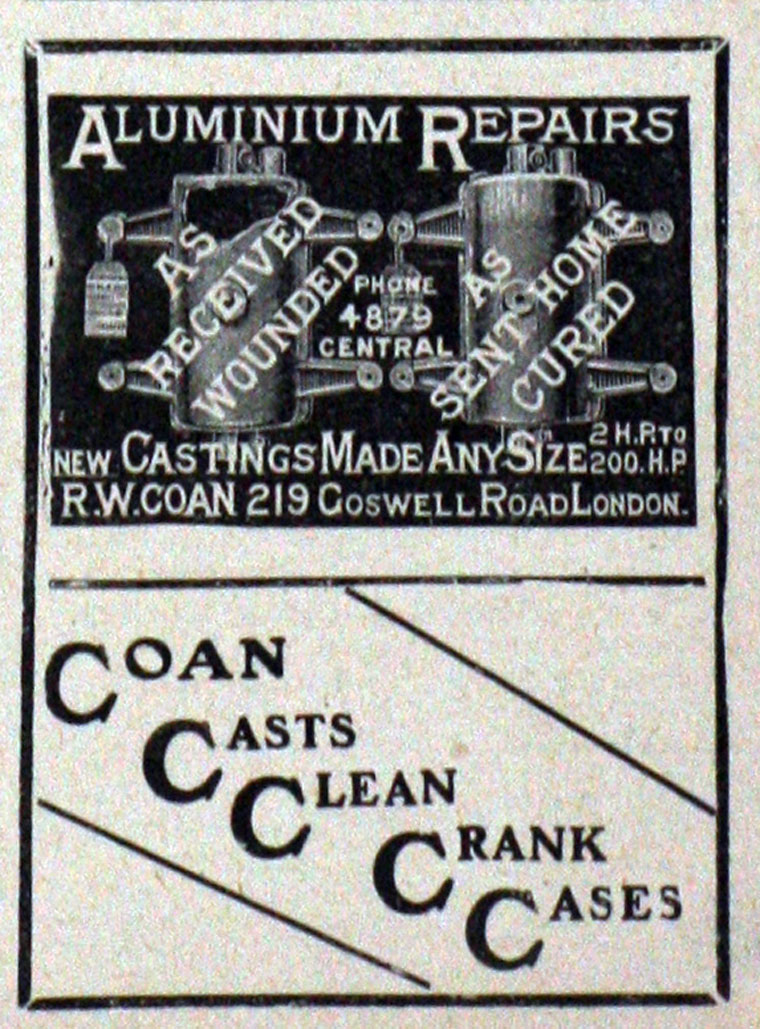 ALUMINIUM REPAIRS
AS
RECEIVED
WOUNDED
PHONE
4879
CENTRAL
AS
SENT HOME
CURED
NEW CASTINGS MADE ANY SIZE 2 H.P. TO
200. H.P
R.W. COAN 219 GOSWELL ROAD LONDON.
COAN
CASTS
CLEAN
CRANK
CASES